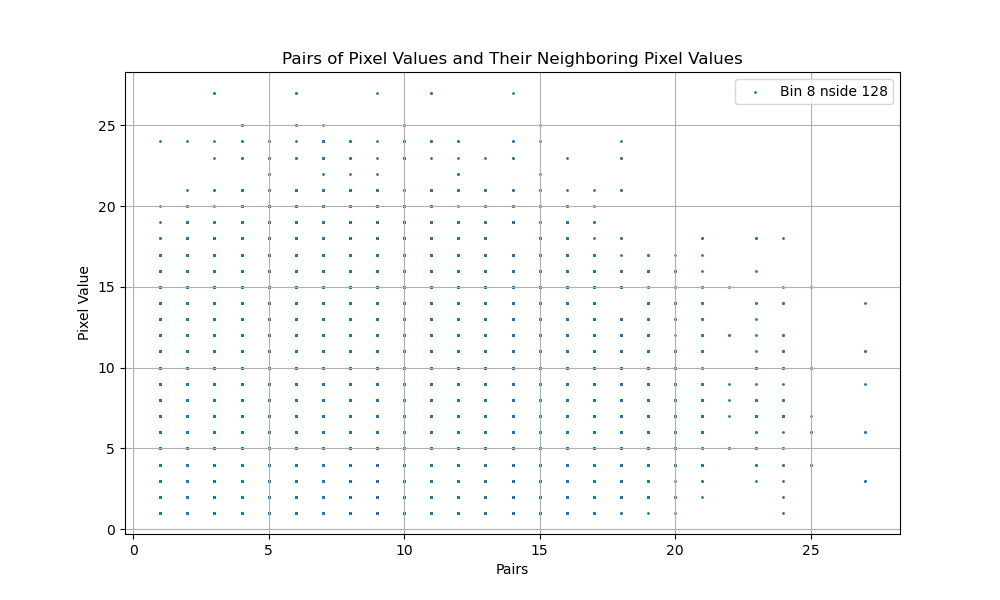 Pairs of Pixel Values and Their Neighboring Pixel Values
Bin 8 nside 128
Pixel Value
25
20
15
10
5
0
0 5 10 15 20 25
Pairs